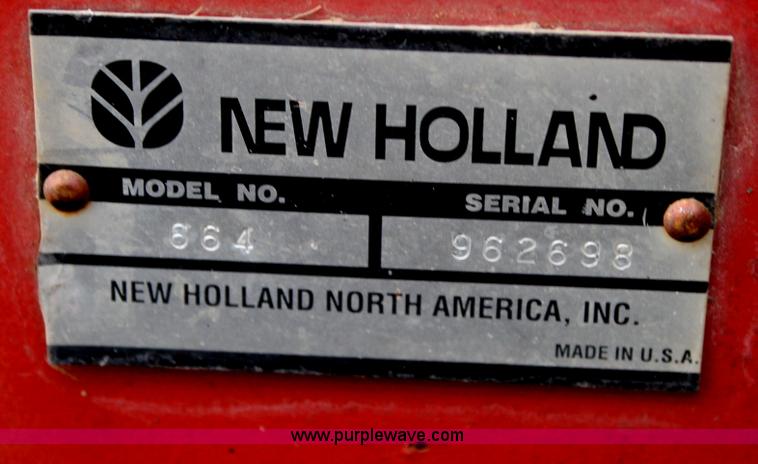 NEW HOLLAND
MODEL NO. SERIAL NO.
664 962698
NEW HOLLAND NORTH AMERICA, INC.
MADE IN U.S.A.
www.purplewave.com